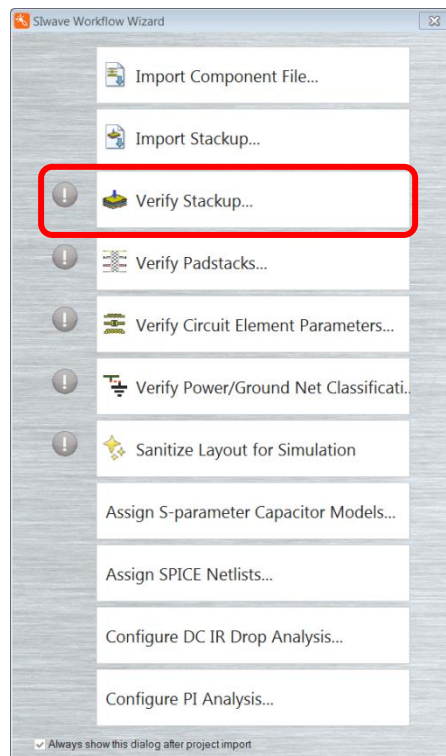 SIwave Workflow Wizard
Import Component File...
Import Stackup...
Verify Stackup...
Verify Padstacks...
Verify Circuit Element Parameters...
Verify Power/Ground Net Classificati..
Sanitize Layout for Simulation
Assign S-parameter Capacitor Models...
Assign SPICE Netlists...
Configure DC IR Drop Analysis...
Configure PI Analysis...
Always show this dialog after project import